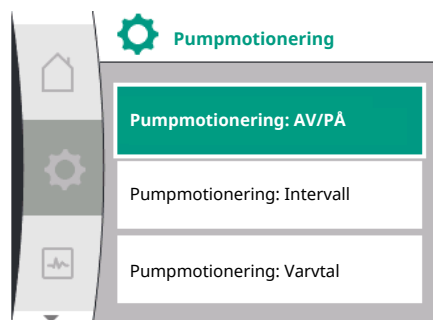 Pumpmotionering
Pumpmotionering: AV/PÅ
Pumpmotionering: Intervall
Pumpmotionering: Varvtal